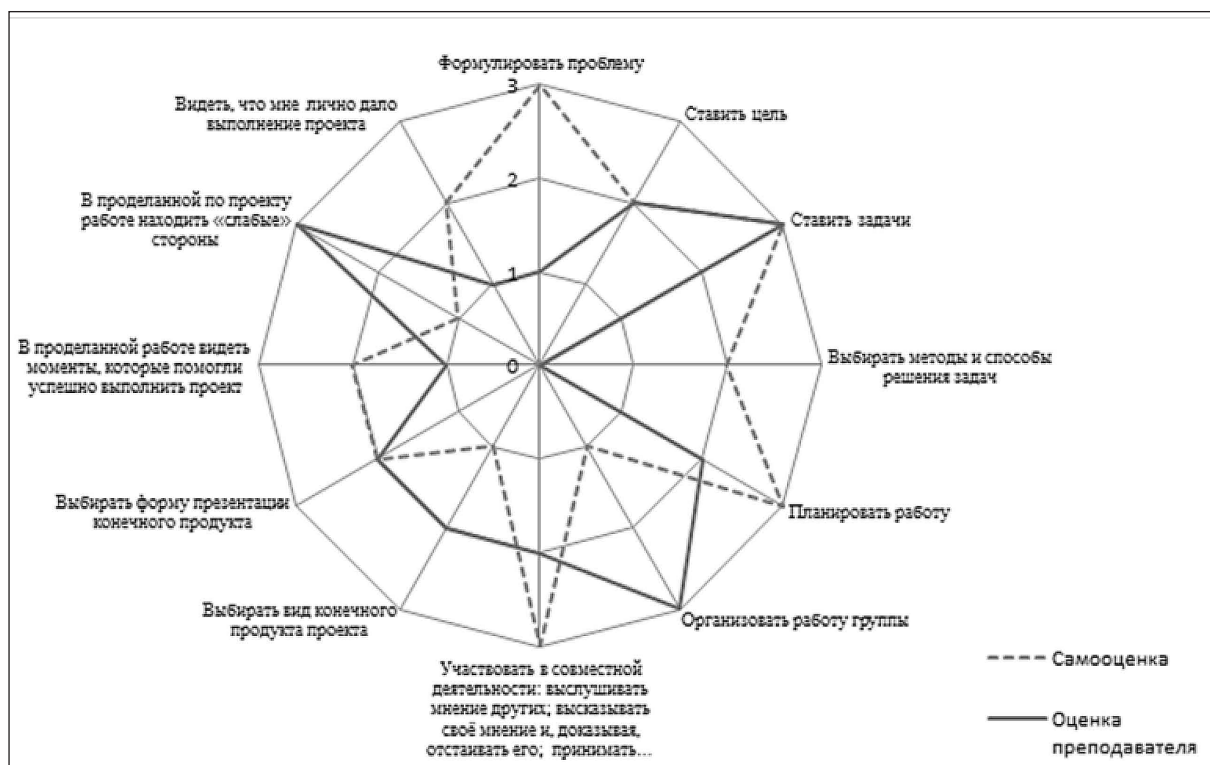 Формулировать проблему
3
2
1
0
Ставить цель
Ставить задачи
Выбирать методы и способы
решения задач
Планировать работу
Организовать работу группы
Участвовать в совместной
деятельности: выслушивать
мнение других; высказывать
своё мнение и, доказывая,
отстаивать его; принимать...
Выбирать вид конечного
продукта проекта
Выбирать форму презентации
конечного продукта
В проделанной работе видеть
моменты, которые помогли
успешно выполнить проект
В проделанной по проекту
работе находить «слабые»
стороны
Видеть, что мне лично дало
выполнение проекта
Самооценка
Оценка
преподавателя